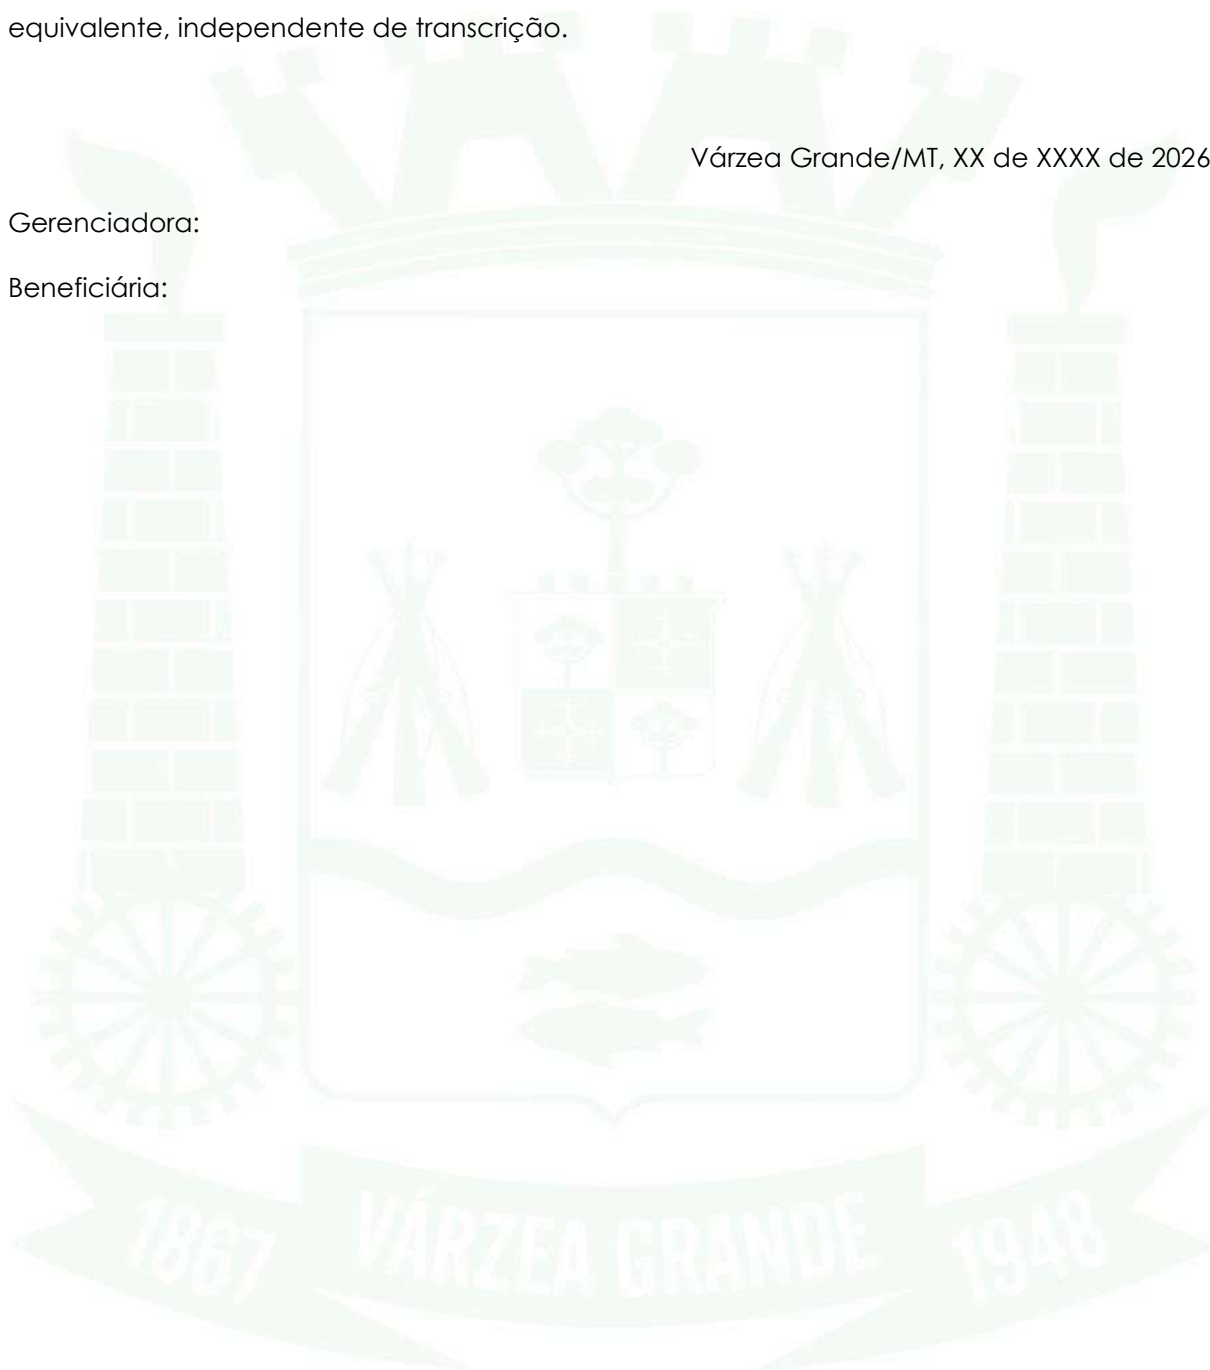 equivalente, independente de transcrição.
Várzea Grande/MT, XX de XXXX de 2026
Gerenciadora:
Beneficiária:
1867 VÁRZEA GRANDE 1948